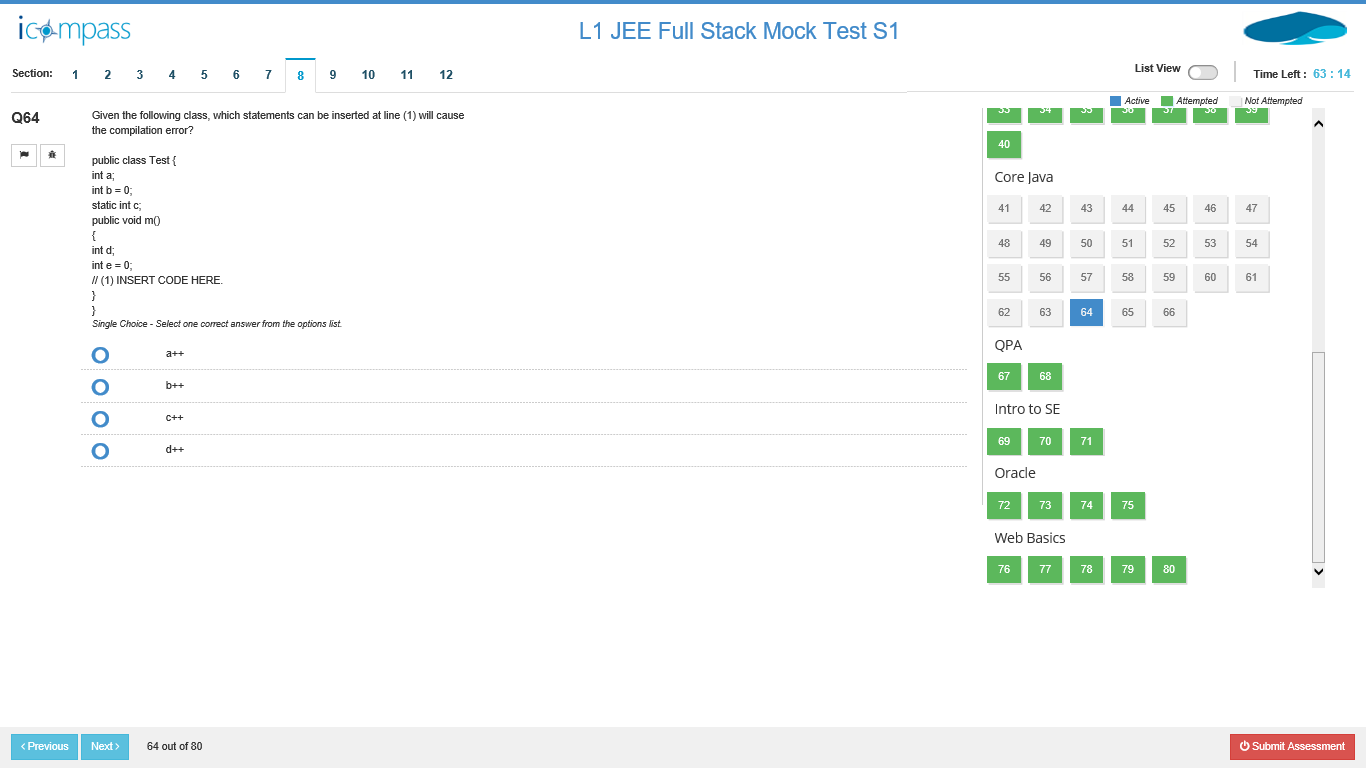 icompass
L1 JEE Full Stack Mock Test S1
Section: 1 2 3 4 5 6 7 8 9 10 11 12
List View
Time Left : 63 : 14
Active Attempted Not Attempted
Q64
Given the following class, which statements can be inserted at line (1) will cause
the compilation error?
public class Test {
int a;
int b = 0;
static int c;
public void m()
{
int d;
int e = 0;
// (1) INSERT CODE HERE.
}
}
Single Choice - Select one correct answer from the options list.
a++
b++
c++
d++
33 34 35 36 37 38 39
40
Core Java
41 42 43 44 45 46 47
48 49 50 51 52 53 54
55 56 57 58 59 60 61
62 63 64 65 66
QPA
67 68
Intro to SE
69 70 71
Oracle
72 73 74 75
Web Basics
76 77 78 79 80
< Previous Next > 64 out of 80
Submit Assessment